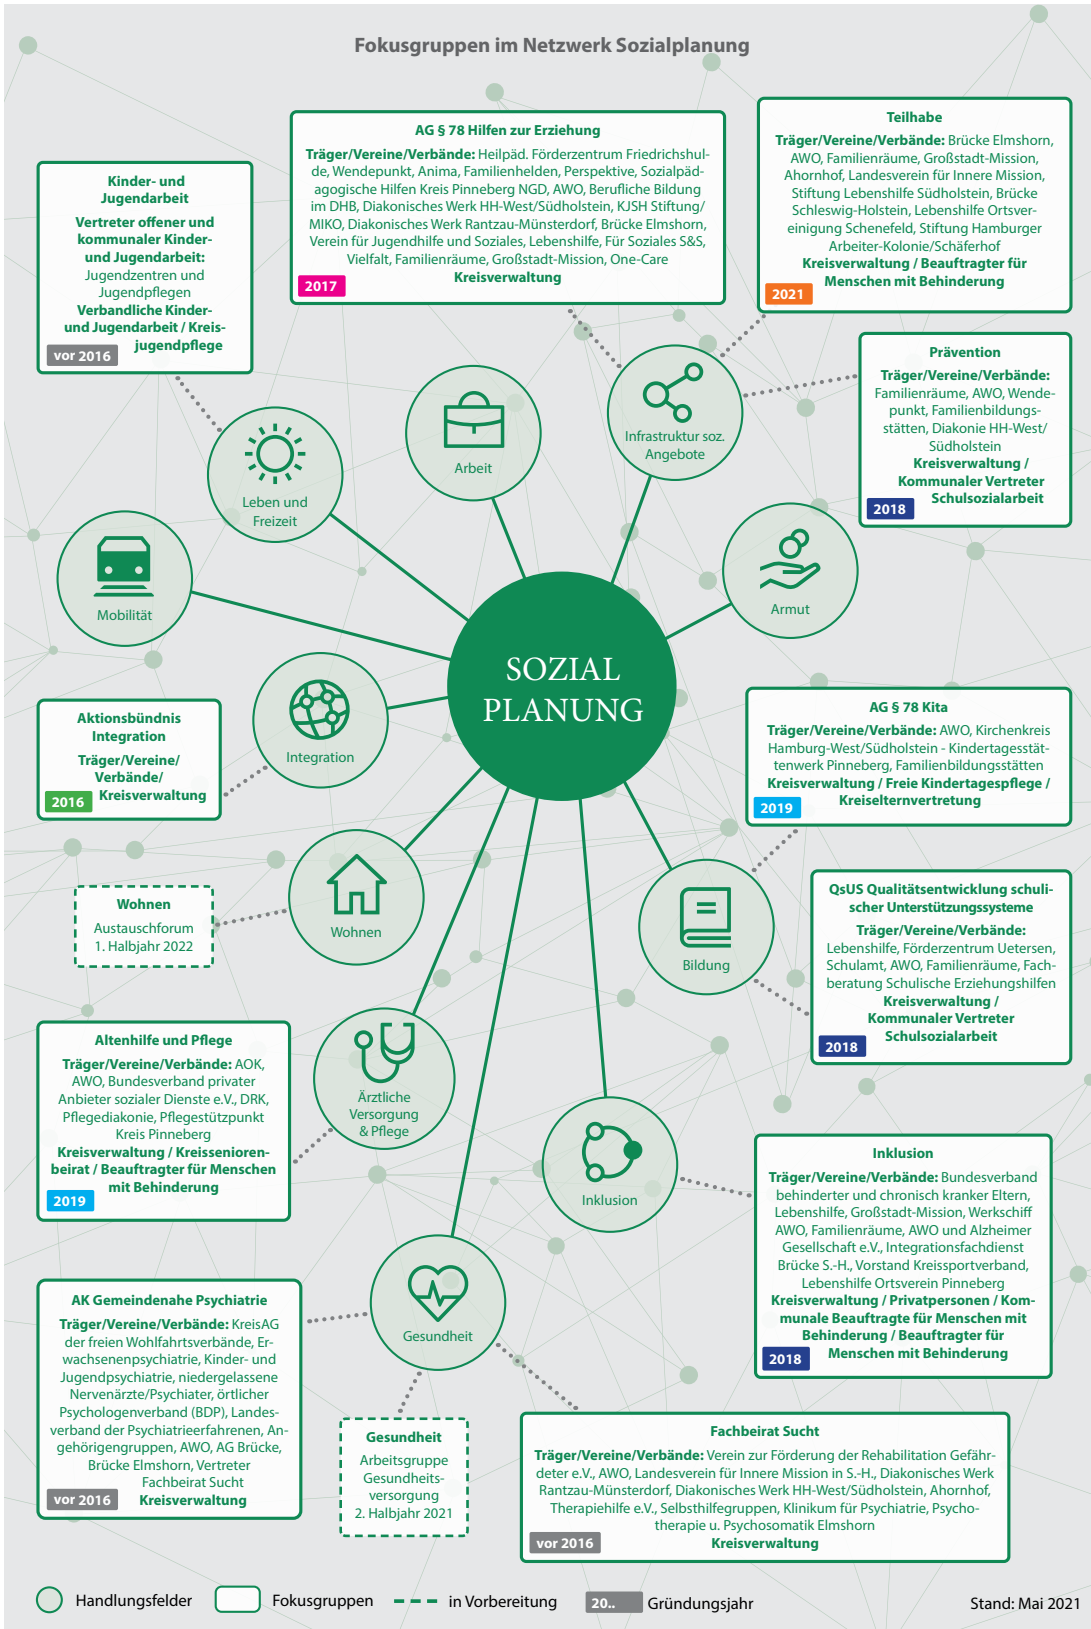 Fokusgruppen im Netzwerk Sozialplanung
AG § 78 Hilfen zur Erziehung
Träger/Vereine/Verbände: Heilpäd. Förderzentrum Friedrichshul-
de, Wendepunkt, Anima, Familienhelden, Perspektive, Sozialpäd-
agogische Hilfen Kreis Pinneberg NGD, AWO, Berufliche Bildung
im DHB, Diakonisches Werk HH-West/Südholstein, KJSH Stiftung/
MIKO, Diakonisches Werk Rantzau-Münsterdorf, Brücke Elmshorn,
Verein für Jugendhilfe und Soziales, Lebenshilfe, Für Soziales S&S,
Vielfalt, Familienräume, Großstadt-Mission, One-Care
Kreisverwaltung
2017
Teilhabe
Träger/Vereine/Verbände: Brücke Elmshorn,
AWO, Familienräume, Großstadt-Mission,
Ahornhof, Landesverein für Innere Mission,
Stiftung Lebenshilfe Südholstein, Brücke
Schleswig-Holstein, Lebenshilfe Ortsver-
einigung Schenefeld, Stiftung Hamburger
Arbeiter-Kolonie/Schäferhof
Kreisverwaltung / Beauftragter für
Menschen mit Behinderung
2021
Kinder- und
Jugendarbeit
Vertreter offener und
kommunaler Kinder-
und Jugendarbeit:
Jugendzentren und
Jugendpflegen
Verbandliche Kinder-
und Jugendarbeit / Kreis-
jugendpflege
vor 2016
Prävention
Träger/Vereine/Verbände:
Familienräume, AWO, Wende-
punkt, Familienbildungs-
stätten, Diakonie HH-West/
Südholstein
Kreisverwaltung /
Kommunaler Vertreter
Schulsozialarbeit
2018
Infrastruktur soz.
Angebote
Arbeit
Leben und
Freizeit
Mobilität
Armut
SOZIAL
PLANUNG
Integration
Aktionsbündnis
Integration
Träger/Vereine/
Verbände/
Kreisverwaltung
2016
AG § 78 Kita
Träger/Vereine/Verbände: AWO, Kirchenkreis
Hamburg-West/Südholstein - Kindertagesstät-
tenwerk Pinneberg, Familienbildungsstätten
Kreisverwaltung / Freie Kindertagespflege /
Kreiselternvertretung
2019
Wohnen
Austauschforum
1. Halbjahr 2022
Wohnen
Bildung
QsUS Qualitätsentwicklung schuli-
scher Unterstützungssysteme
Träger/Vereine/Verbände:
Lebenshilfe, Förderzentrum Uetersen,
Schulamt, AWO, Familienräume, Fach-
beratung Schulische Erziehungshilfen
Kreisverwaltung /
Kommunaler Vertreter
Schulsozialarbeit
2018
Altenhilfe und Pflege
Träger/Vereine/Verbände: AOK,
AWO, Bundesverband privater
Anbieter sozialer Dienste e.V., DRK,
Pflegediakonie, Pflegestützpunkt
Kreis Pinneberg
Kreisverwaltung / Kreissenioren-
beirat / Beauftragter für Menschen
mit Behinderung
2019
Ärztliche
Versorgung
& Pflege
Inklusion
Inklusion
Träger/Vereine/Verbände: Bundesverband
behinderter und chronisch kranker Eltern,
Lebenshilfe, Großstadt-Mission, Werkschiff
AWO, Familienräume, AWO und Alzheimer
Gesellschaft e.V., Integrationsfachdienst
Brücke S.-H., Vorstand Kreissportverband,
Lebenshilfe Ortsverein Pinneberg
Kreisverwaltung / Privatpersonen / Kom-
munale Beauftragte für Menschen mit
Behinderung / Beauftragter für
Menschen mit Behinderung
2018
Gesundheit
AK Gemeindenahe Psychiatrie
Träger/Vereine/Verbände: KreisAG
der freien Wohlfahrtsverbände, Er-
wachsenenpsychiatrie, Kinder- und
Jugendpsychiatrie, niedergelassene
Nervenärzte/Psychiater, örtlicher
Psychologenverband (BDP), Landes-
verband der Psychiatrieerfahrenen, An-
gehörigengruppen, AWO, AG Brücke,
Brücke Elmshorn, Vertreter
Fachbeirat Sucht
Kreisverwaltung
vor 2016
Gesundheit
Arbeitsgruppe
Gesundheits-
versorgung
2. Halbjahr 2021
Fachbeirat Sucht
Träger/Vereine/Verbände: Verein zur Förderung der Rehabilitation Gefähr-
deter e.V., AWO, Landesverein für Innere Mission in S.-H., Diakonisches Werk
Rantzau-Münsterdorf, Diakonisches Werk HH-West/Südholstein, Ahornhof,
Therapiehilfe e.V., Selbsthilfegruppen, Klinikum für Psychiatrie, Psycho-
therapie u. Psychosomatik Elmshorn
Kreisverwaltung
vor 2016
Handlungsfelder
Fokusgruppen
in Vorbereitung
20.. Gründungsjahr
Stand: Mai 2021